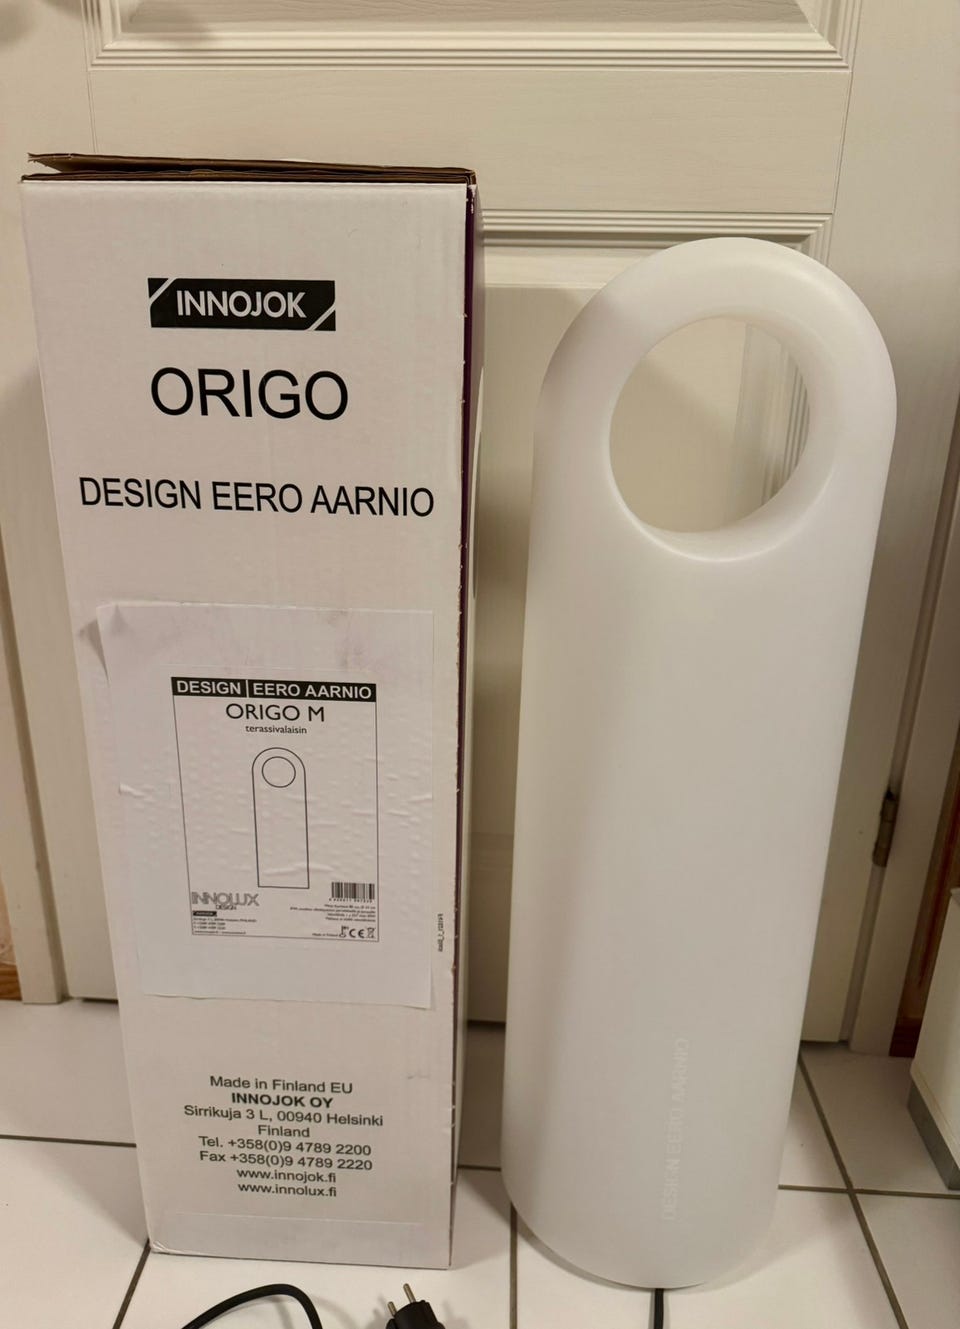 INNOJOK
ORIGO
DESIGN EERO AARNIO
DESIGN EERO AARNIO
ORIGO M
terassivalaisin
INNOLUX
DESIGN
Made in Finland EU
INNOJOK OY
Sirrikuja 3 L, 00940 Helsinki
Finland
Tel. +358(0)9 4789 2200
Fax +358(0)9 4789 2220
www.innojok.fi
www.innolux.fi
DESIGN EERO AARNIO